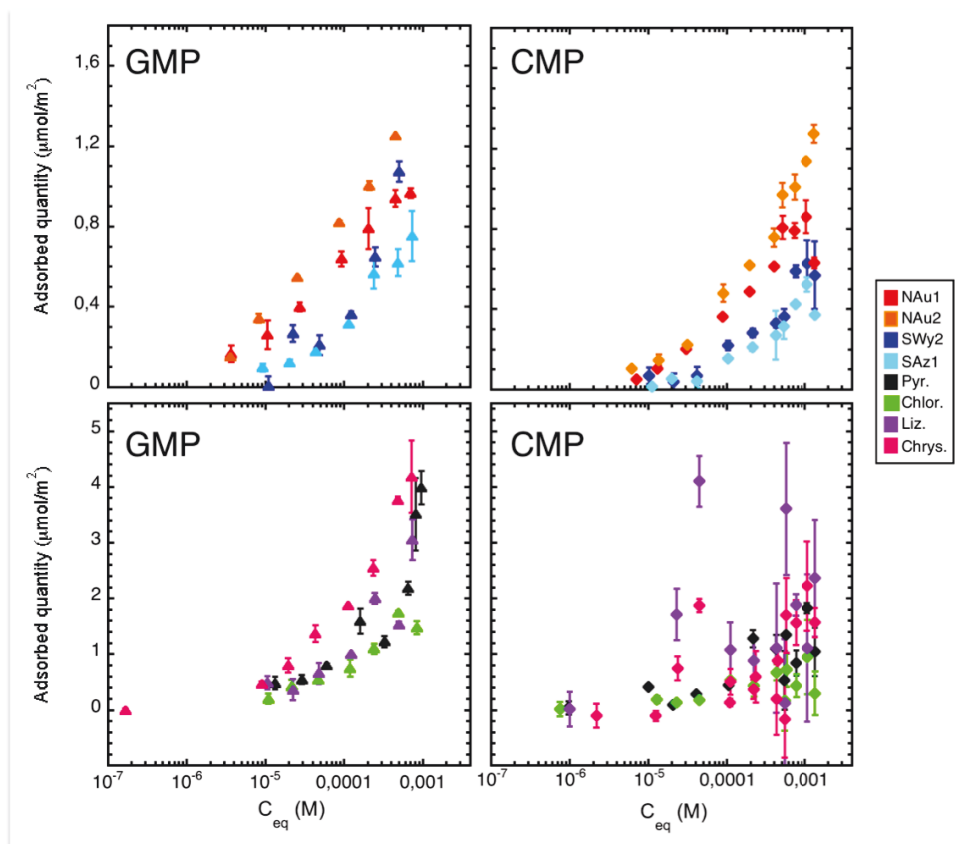 GMP
CMP
Adsorbed quantity (μmol/m²)
1,6
1,2
0,8
0,4
0
NAu1
NAu2
SWy2
SAz1
Pyr.
Chlor.
Liz.
Chrys.
GMP
CMP
Adsorbed quantity (μmol/m²)
5
4
3
2
1
0
10⁻⁷ 10⁻⁶ 10⁻⁵ 0,0001 0,001
10⁻⁷ 10⁻⁶ 10⁻⁵ 0,0001 0,001
C_eq (M)
C_eq (M)